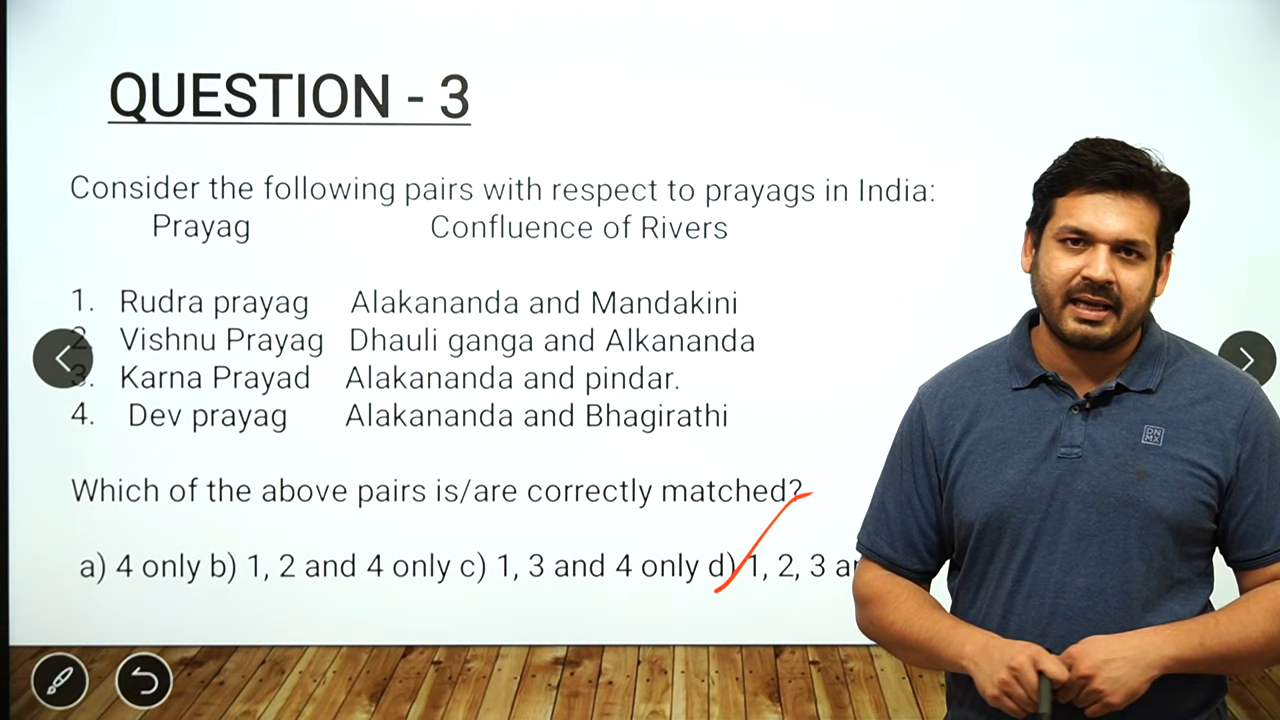 QUESTION - 3
Consider the following pairs with respect to prayags in India:
Prayag Confluence of Rivers
1. Rudra prayag Alakananda and Mandakini
2. Vishnu Prayag Dhauli ganga and Alkananda
3. Karna Prayad Alakananda and pindar.
4. Dev prayag Alakananda and Bhagirathi
Which of the above pairs is/are correctly matched?
a) 4 only b) 1, 2 and 4 only c) 1, 3 and 4 only d) 1, 2, 3
DN
MX